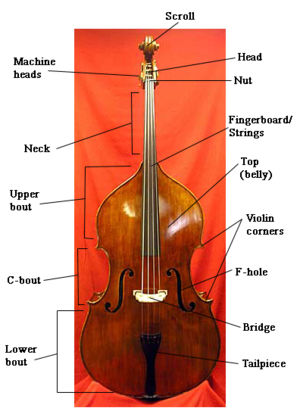 Scroll
Machine
heads
Head
Nut
Neck
Fingerboard/
Strings
Upper
bout
Top
(belly)
Violin
corners
C-bout
F-hole
Bridge
Lower
bout
Tailpiece